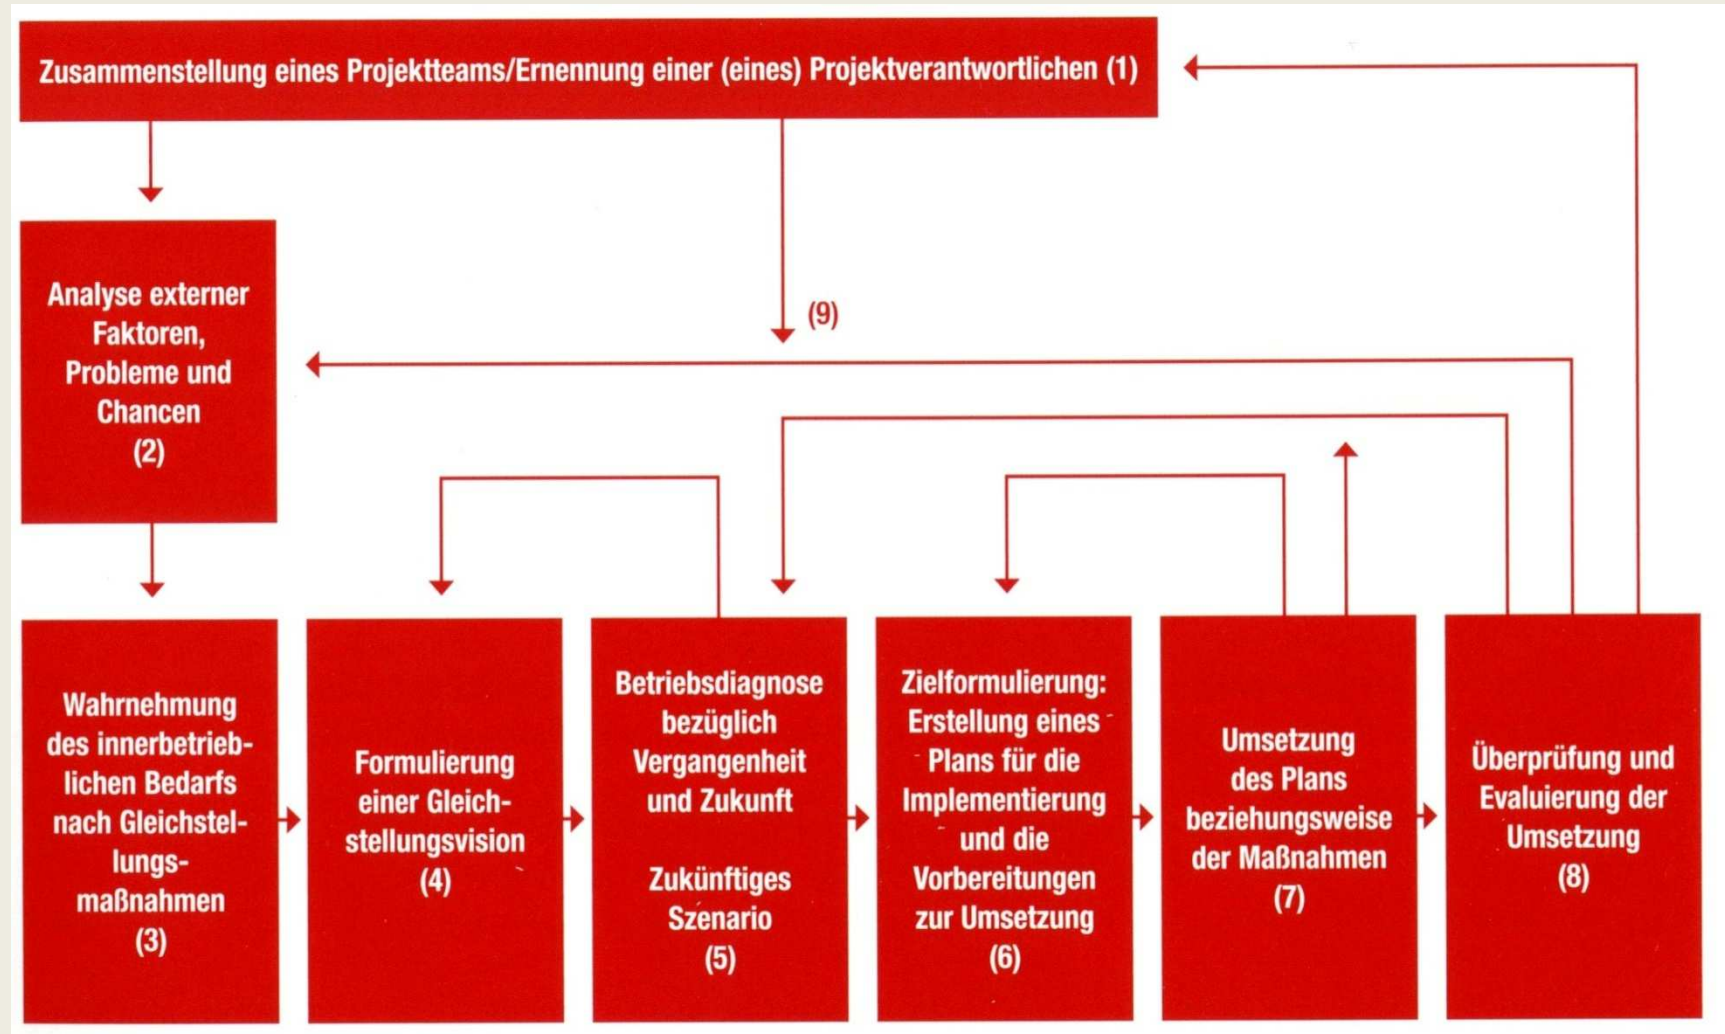 Zusammenstellung eines Projektteams/Ernennung einer (eines) Projektverantwortlichen (1)
Analyse externer
Faktoren,
Probleme und
Chancen
(2)
(9)
Wahrnehmung
des innerbetrieb-
lichen Bedarfs
nach Gleichstel-
lungs-
maßnahmen
(3)
Formulierung
einer Gleich-
stellungsvision
(4)
Betriebsdiagnose
bezüglich
Vergangenheit
und Zukunft
Zukünftiges
Szenario
(5)
Zielformulierung:
Erstellung eines
Plans für die
Implementierung
und die
Vorbereitungen
zur Umsetzung
(6)
Umsetzung
des Plans
beziehungsweise
der Maßnahmen
(7)
Überprüfung und
Evaluierung der
Umsetzung
(8)